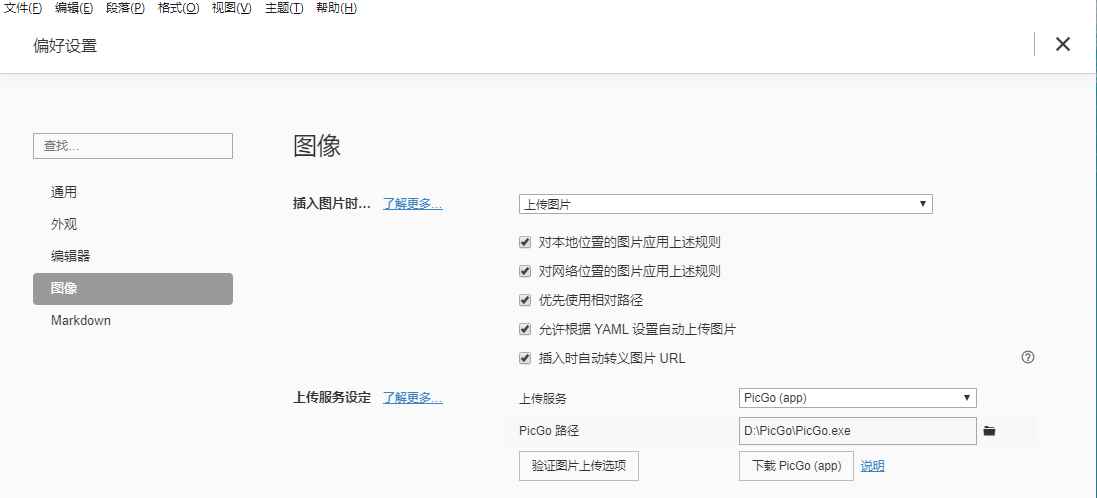 文件(F) 编辑(E) 段落(P) 格式(O) 视图(V) 主题(T) 帮助(H)
偏好设置
查找...
通用
外观
编辑器
图像
Markdown
图像
插入图片时... 了解更多... 上传图片
对本地位置的图片应用上述规则
对网络位置的图片应用上述规则
优先使用相对路径
允许根据 YAML 设置自动上传图片
插入时自动转义图片 URL
上传服务设定 了解更多... 上传服务 PicGo (app)
PicGo 路径 D:\PicGo\PicGo.exe
验证图片上传选项 下载 PicGo (app) 说明